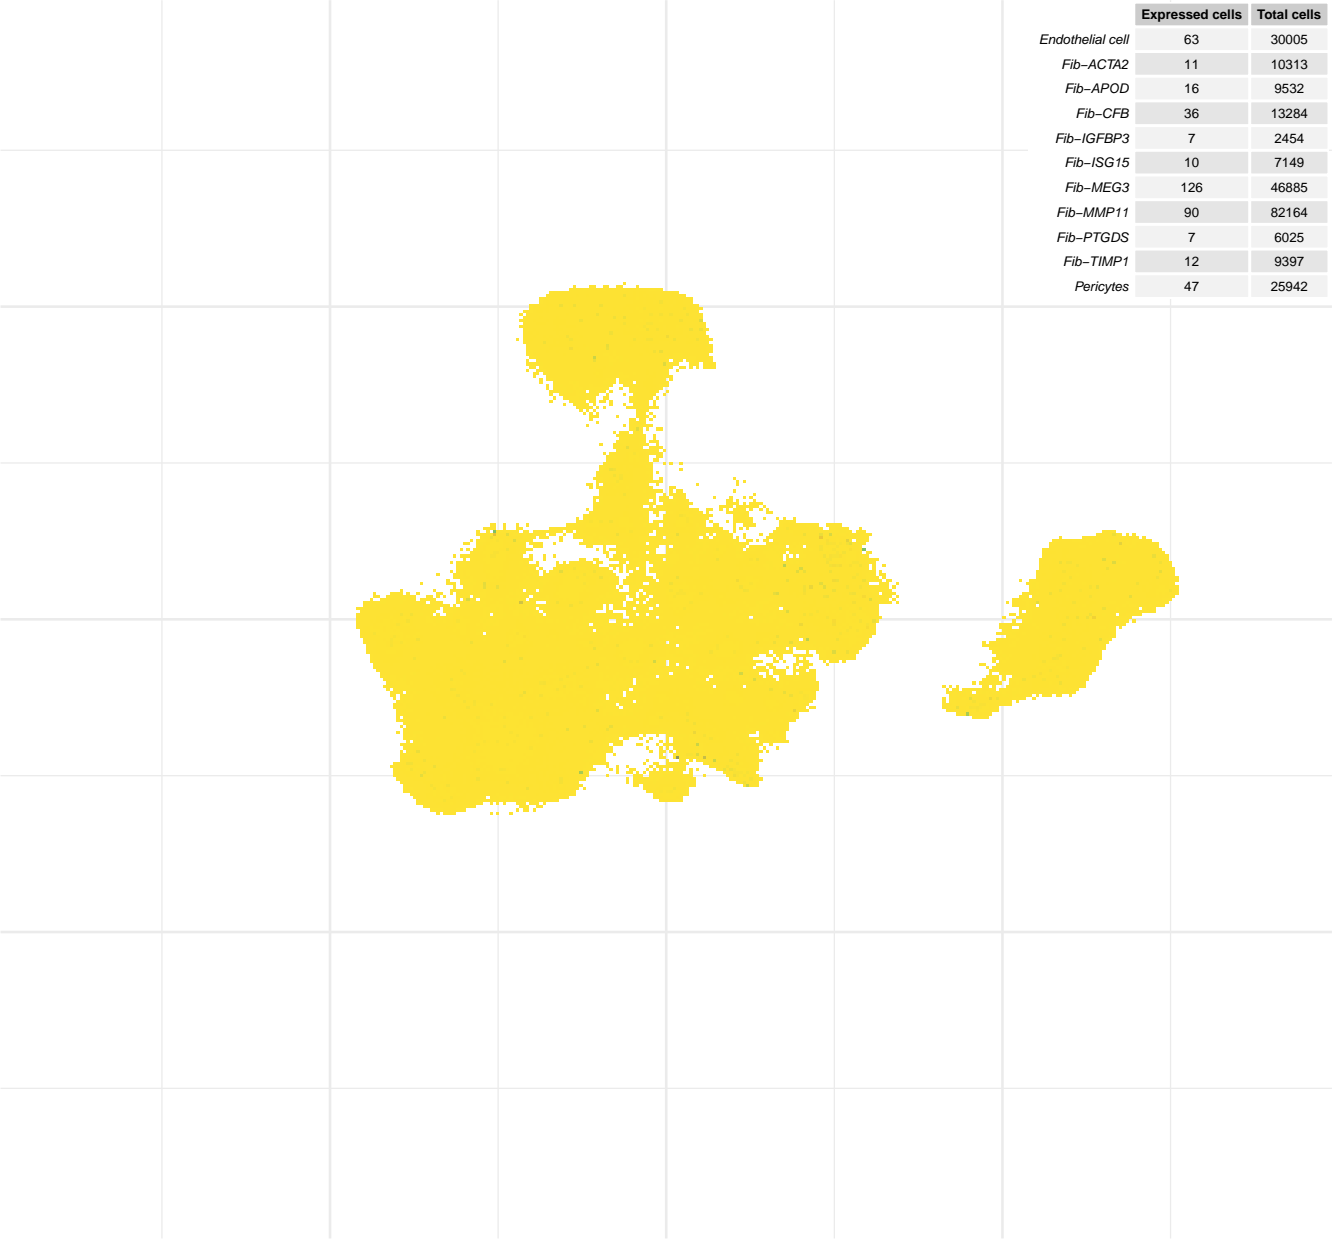 Expressed cells Total cells
Endothelial cell 63 30005
Fib−ACTA2 11 10313
Fib−APOD 16 9532
Fib−CFB 36 13284
Fib−IGFBP3 7 2454
Fib−ISG15 10 7149
Fib−MEG3 126 46885
Fib−MMP11 90 82164
Fib−PTGDS 7 6025
Fib−TIMP1 12 9397
Pericytes 47 25942